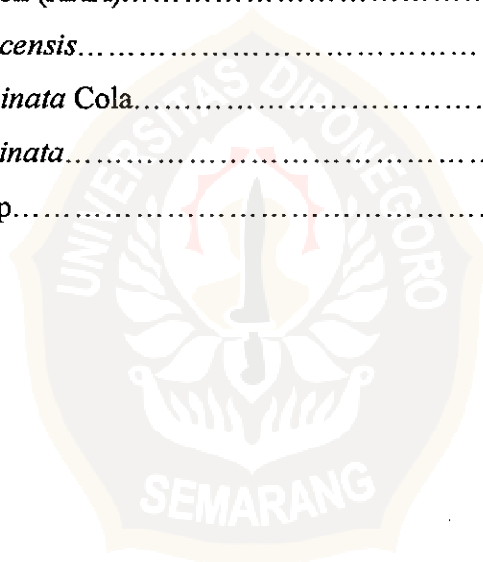 censis................................................
inata Cola................................................
inata................................................
p................................................
UNIVERSITAS DIPONEGORO
SEMARANG